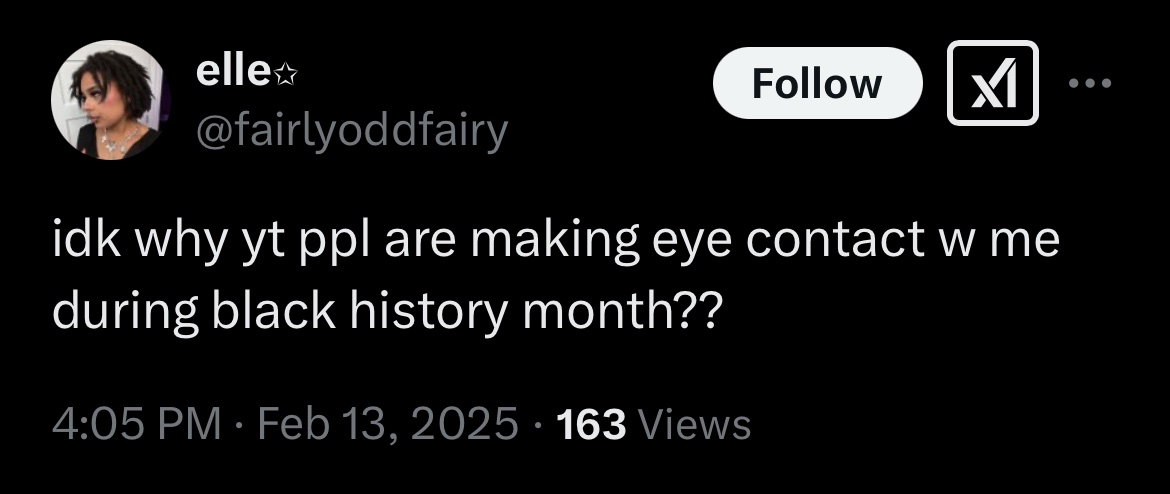 elle☆
Follow
@fairlyoddfairy
idk why yt ppl are making eye contact w me
during black history month??
4:05 PM · Feb 13, 2025 · 163 Views